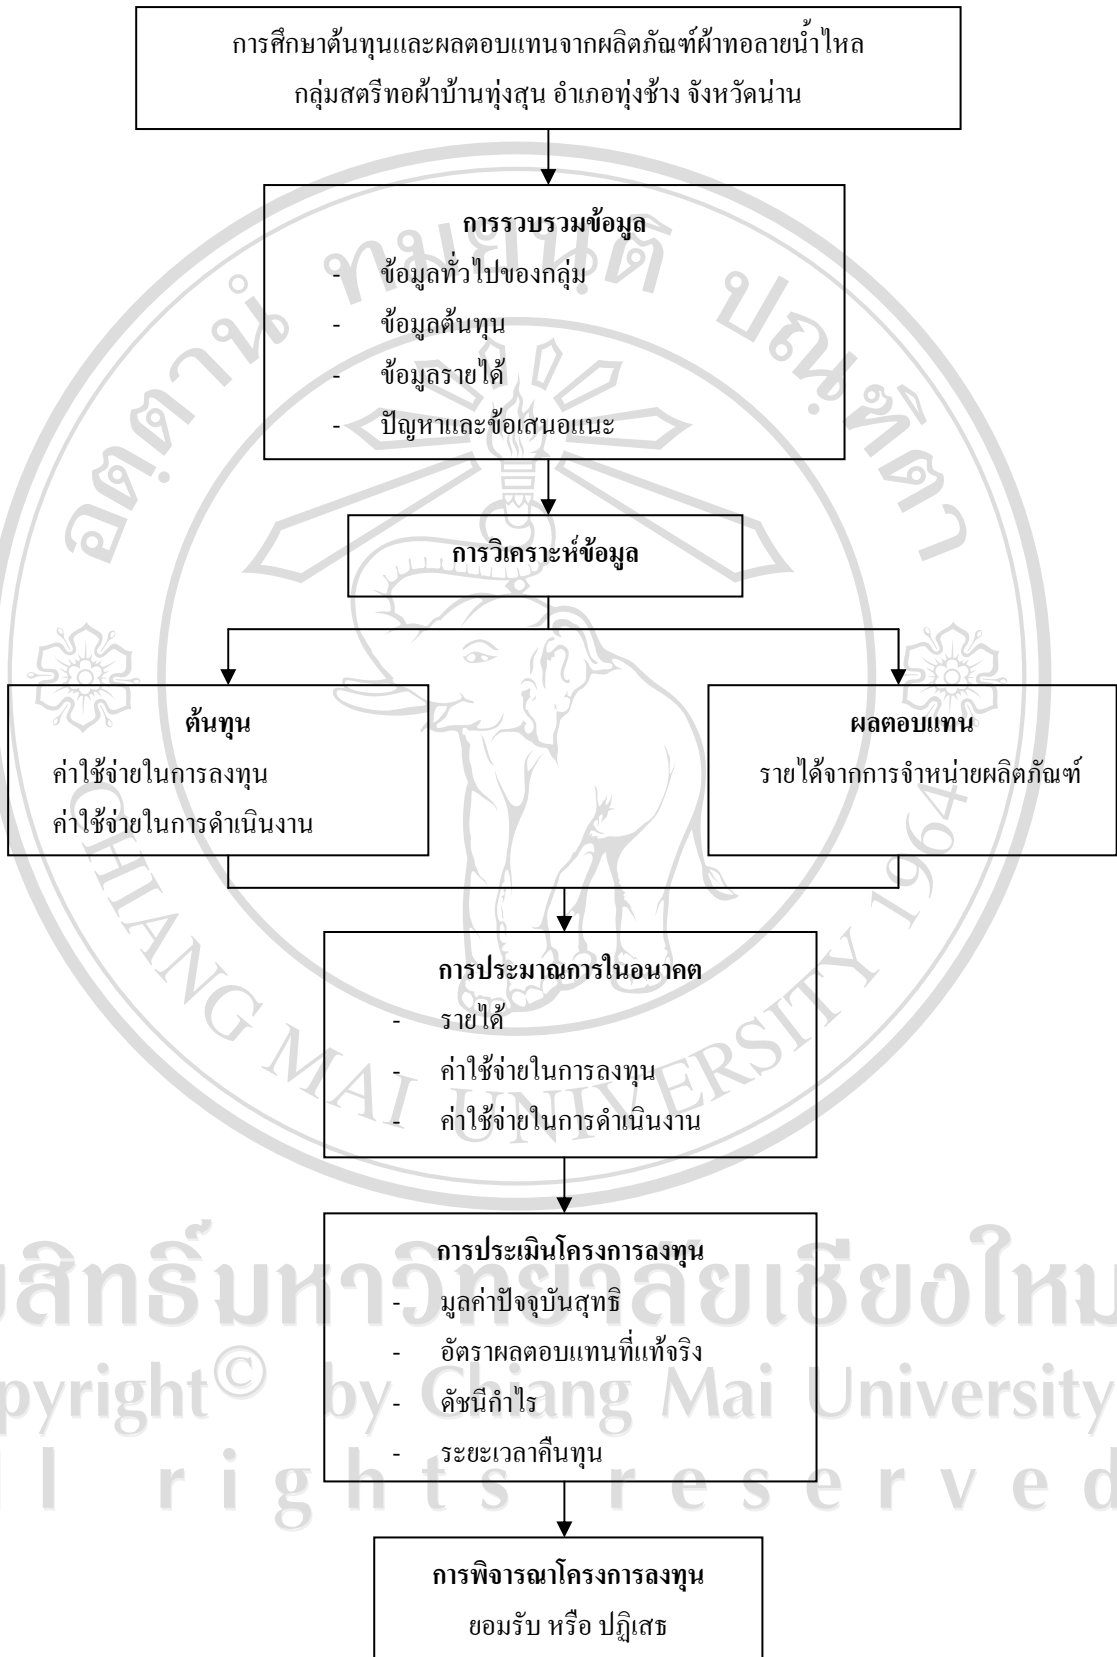 การศึกษาต้นทุนและผลตอบแทนจากผลิตภัณฑ์ผ้าทอลายน้ำไหล
กลุ่มสตรีทอผ้าบ้านทุ่งสุน อำเภอทุ่งช้าง จังหวัดน่าน
การรวบรวมข้อมูล
- ข้อมูลทั่วไปของกลุ่ม
- ข้อมูลต้นทุน
- ข้อมูลรายได้
- ปัญหาและข้อเสนอแนะ
การวิเคราะห์ข้อมูล
ต้นทุน
ค่าใช้จ่ายในการลงทุน
ค่าใช้จ่ายในการดำเนินงาน
ผลตอบแทน
รายได้จากการจำหน่ายผลิตภัณฑ์
การประมาณการในอนาคต
- รายได้
- ค่าใช้จ่ายในการลงทุน
- ค่าใช้จ่ายในการดำเนินงาน
การประเมินโครงการลงทุน
- มูลค่าปัจจุบันสุทธิ
- อัตราผลตอบแทนที่แท้จริง
- ดัชนีกำไร
- ระยะเวลาคืนทุน
การพิจารณาโครงการลงทุน
ยอมรับ หรือ ปฏิเสธ
CHIANG MAI UNIVERSITY 1964
สิทธิ์มหาวิทยาลัยเชียงใหม
pyright© by Chiang Mai University
l l rights reserved